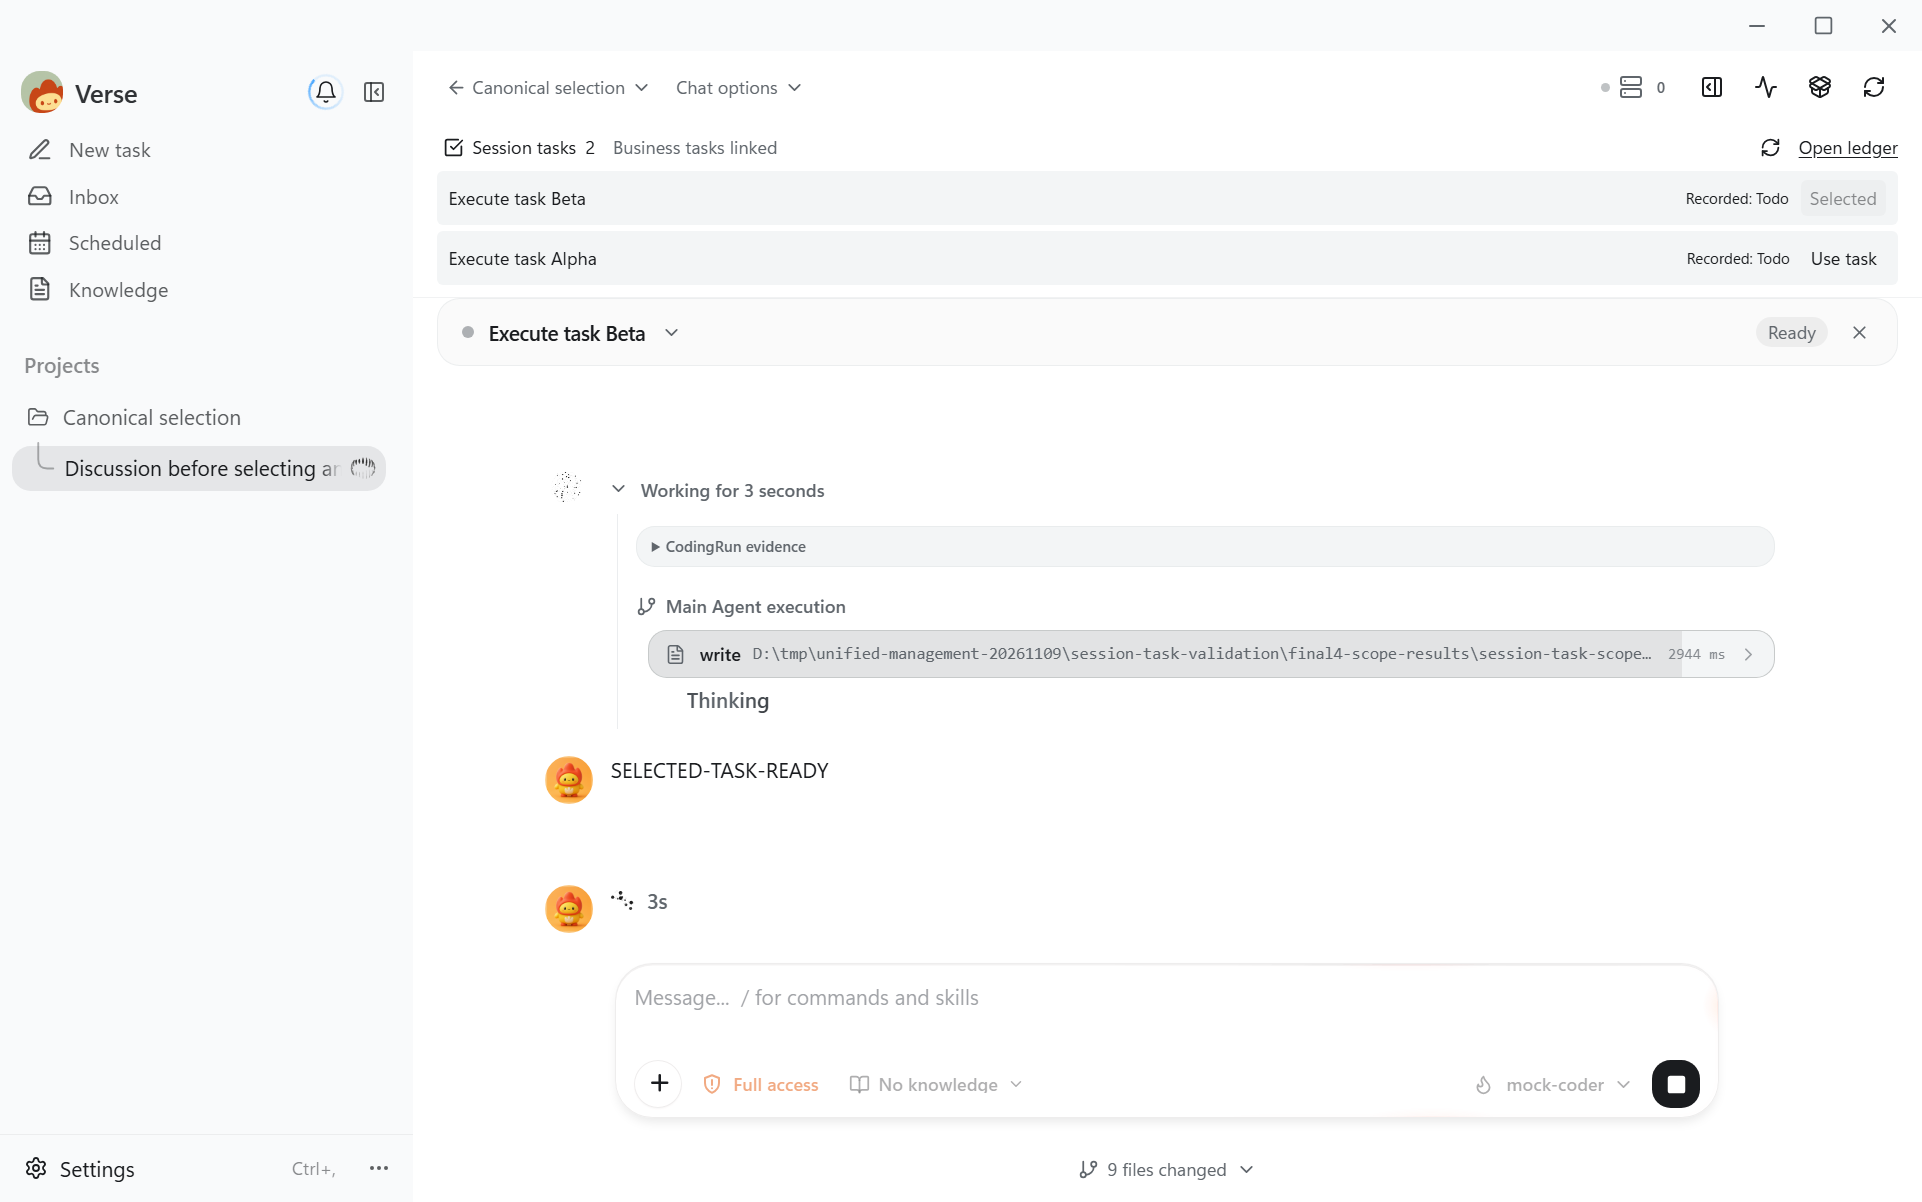 Verse
New task
Inbox
Scheduled
Knowledge
Projects
Canonical selection
Discussion before selecting
Settings Ctrl+,
Canonical selection Chat options 0
Session tasks 2 Business tasks linked Open ledger
Execute task Beta Recorded: Todo Selected
Execute task Alpha Recorded: Todo Use task
Execute task Beta Ready
Working for 3 seconds
CodingRun evidence
Main Agent execution
write D:\tmp\unified-management-20261109\session-task-validation\final4-scope-results\session-task-scope… 2944 ms
Thinking
SELECTED-TASK-READY
3s
Message... / for commands and skills
Full access No knowledge mock-coder
9 files changed